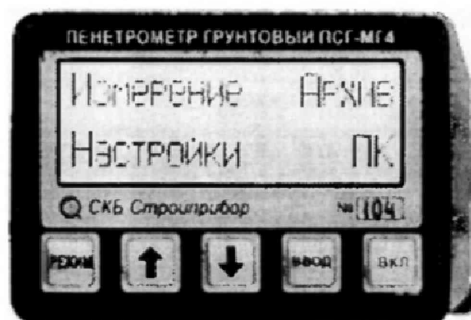 ПЕНЕТРОМЕТР ГРУНТОВЫЙ ПСГ-МГ4
Измерение Архив
Настройки ПК
СКБ Стройприбор № 104
РЕЖИМ ВВОД ВКЛ